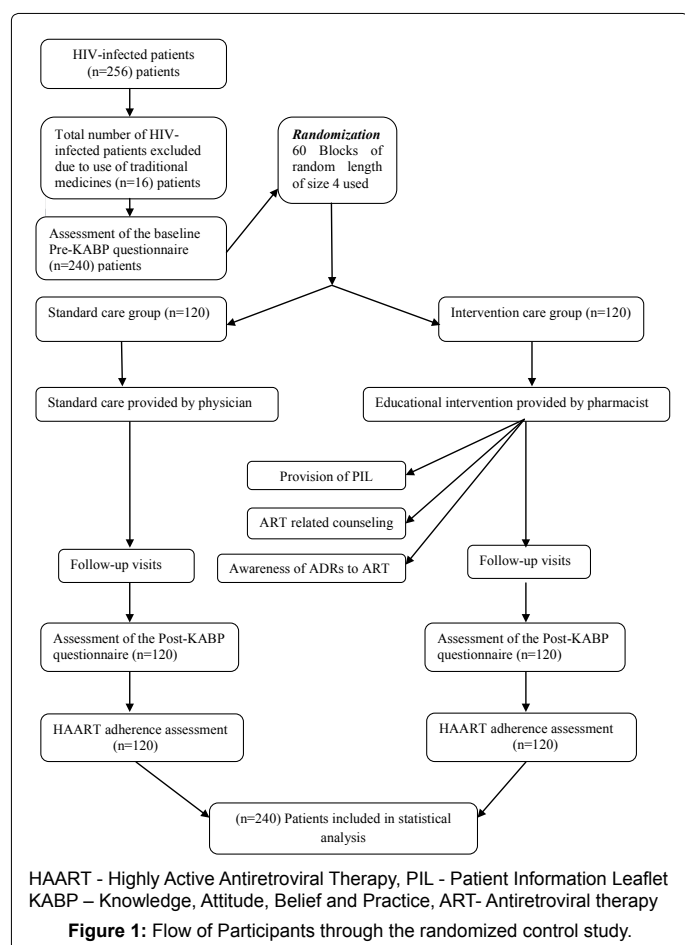 HIV-infected patients
(n=256) patients
Total number of HIV-
infected patients excluded
due to use of traditional
medicines (n=16) patients
Randomization
60 Blocks of
random length
of size 4 used
Assessment of the baseline
Pre-KABP questionnaire
(n=240) patients
Standard care group (n=120)
Intervention care group (n=120)
Standard care provided by physician
Educational intervention provided by pharmacist
Provision of PIL
ART related counseling
Awareness of ADRs to ART
Follow-up visits
Follow-up visits
Assessment of the Post-KABP
questionnaire (n=120)
Assessment of the Post-KABP
questionnaire (n=120)
HAART adherence assessment
(n=120)
HAART adherence assessment
(n=120)
(n=240) Patients included in statistical
analysis
HAART - Highly Active Antiretroviral Therapy, PIL - Patient Information Leaflet
KABP – Knowledge, Attitude, Belief and Practice, ART- Antiretroviral therapy
Figure 1: Flow of Participants through the randomized control study.